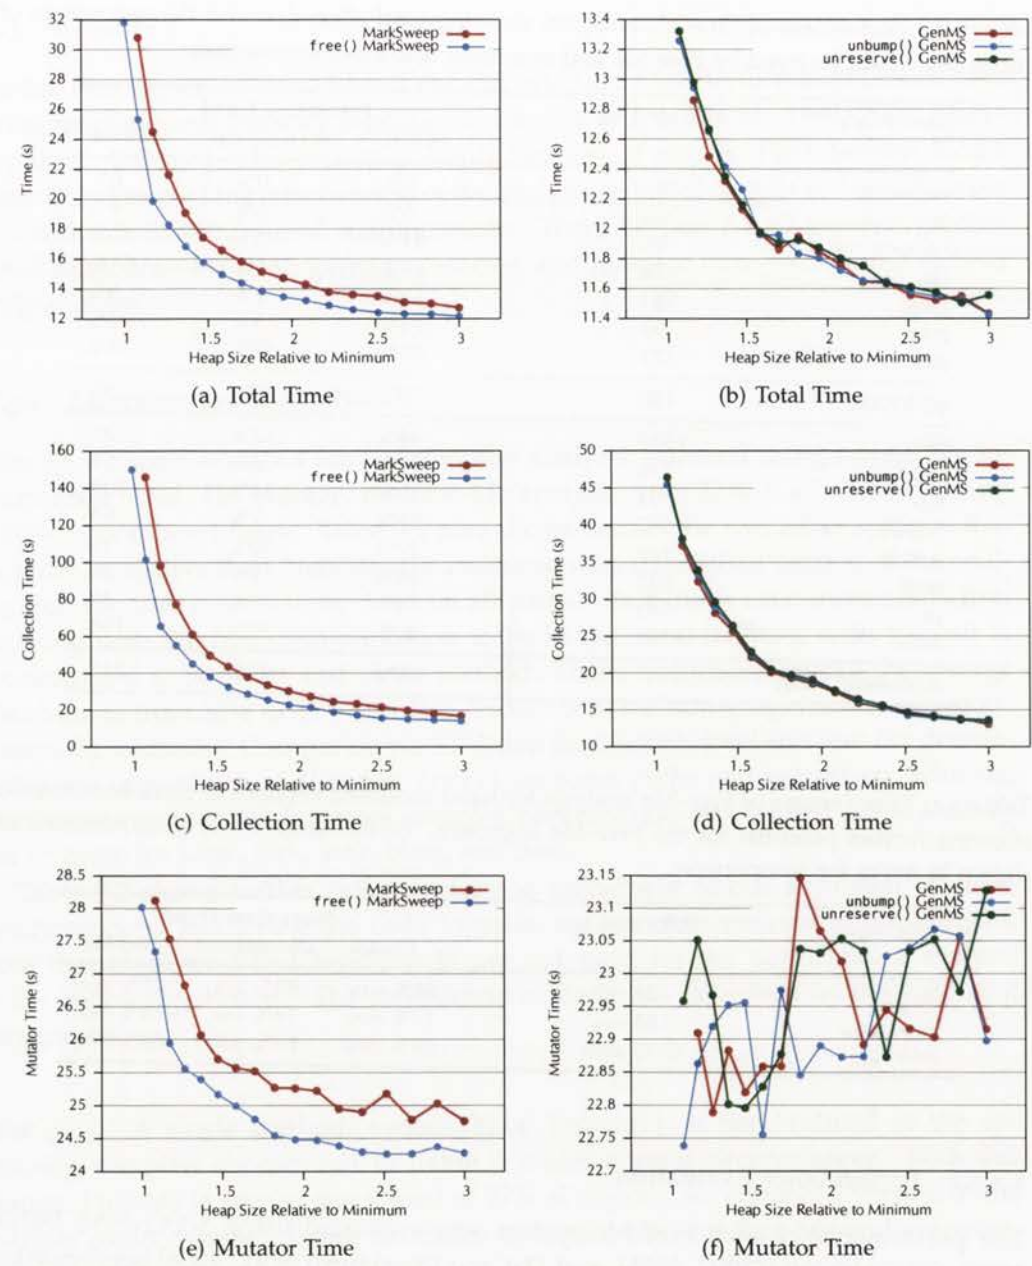 32
30
28
26
24
22
20
18
16
14
12
Time (s)
MarkSweep
free() MarkSweep
1
1.5
2
2.5
3
Heap Size Relative to Minimum
(a) Total Time
13.4
13.2
13
12.8
12.6
12.4
12.2
12
11.8
11.6
11.4
Time (s)
GenMS
unbump() GenMS
unreserve() GenMS
1
1.5
2
2.5
3
Heap Size Relative to Minimum
(b) Total Time
160
140
120
100
80
60
40
20
0
Collection Time (s)
MarkSweep
free() MarkSweep
1
1.5
2
2.5
3
Heap Size Relative to Minimum
(c) Collection Time
50
45
40
35
30
25
20
15
10
Collection Time (s)
GenMS
unbump() GenMS
unreserve() GenMS
1
1.5
2
2.5
3
Heap Size Relative to Minimum
(d) Collection Time
28.5
28
27.5
27
26.5
26
25.5
25
24.5
24
Mutator Time (s)
MarkSweep
free() MarkSweep
1
1.5
2
2.5
3
Heap Size Relative to Minimum
(e) Mutator Time
23.15
23.1
23.05
23
22.95
22.9
22.85
22.8
22.75
22.7
Mutator Time (s)
GenMS
unbump() GenMS
unreserve() GenMS
1
1.5
2
2.5
3
Heap Size Relative to Minimum
(f) Mutator Time